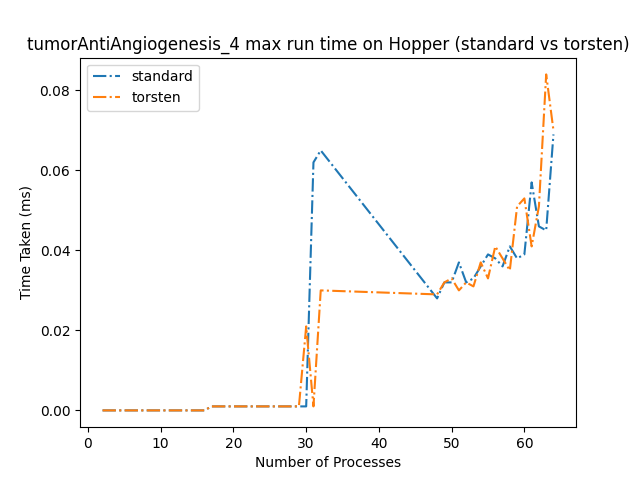 tumorAntiAngiogenesis_4 max run time on Hopper (standard vs torsten)
standard
torsten
Time Taken (ms)
0.08
0.06
0.04
0.02
0.00
0 10 20 30 40 50 60
Number of Processes